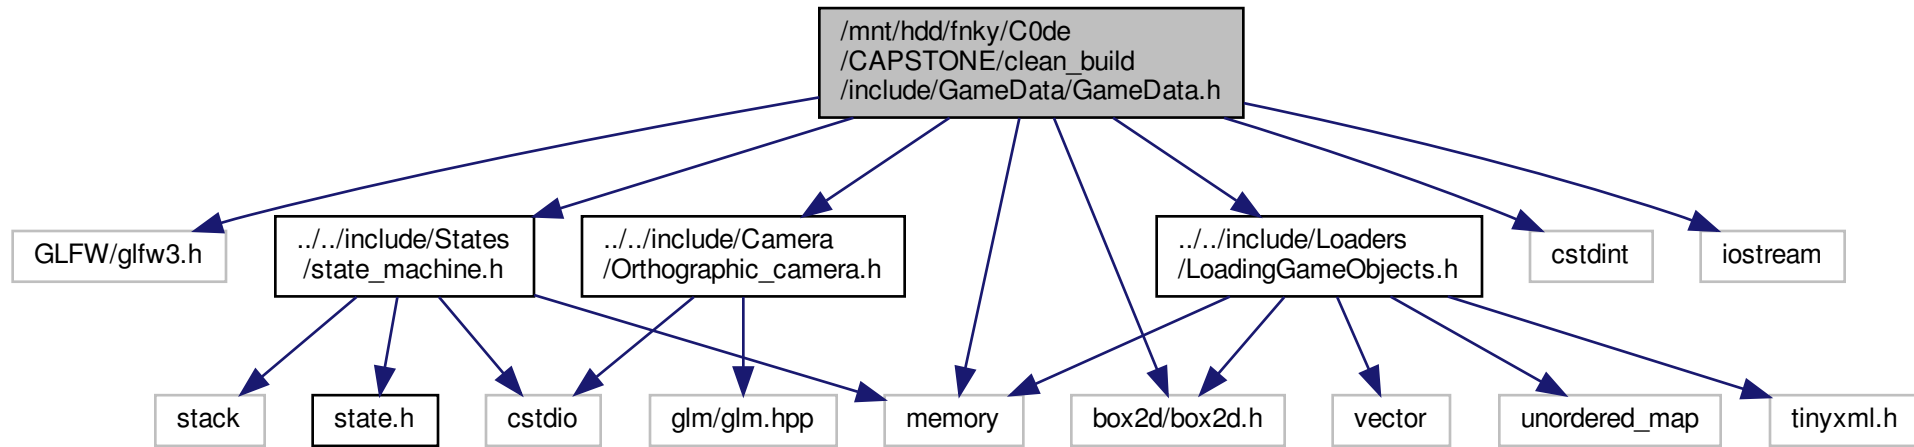 /mnt/hdd/fnky/C0de
/CAPSTONE/clean_build
/include/GameData/GameData.h
GLFW/glfw3.h
../../include/States
/state_machine.h
../../include/Camera
/Orthographic_camera.h
../../include/Loaders
/LoadingGameObjects.h
cstdint
iostream
stack
state.h
cstdio
glm/glm.hpp
memory
box2d/box2d.h
vector
unordered_map
tinyxml.h